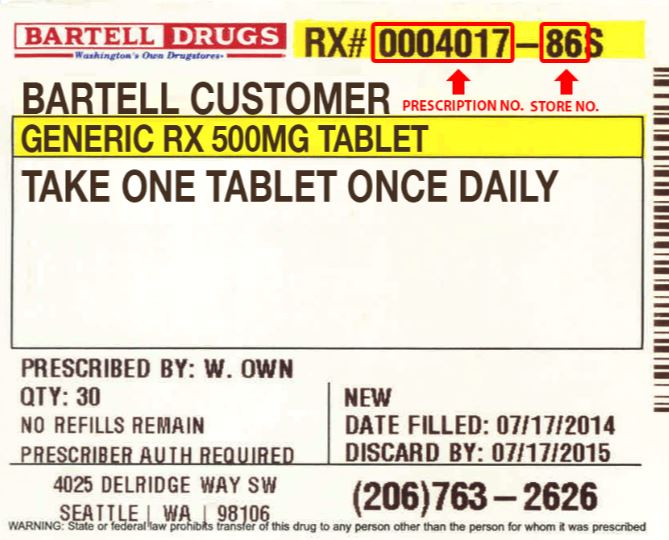 BARTELL DRUGS
Washington's Own Drugstores
RX# 0004017-86S
BARTELL CUSTOMER
PRESCRIPTION NO. STORE NO.
GENERIC RX 500MG TABLET
TAKE ONE TABLET ONCE DAILY
PRESCRIBED BY: W. OWN
QTY: 30
NO REFILLS REMAIN
PRESCRIBER AUTH REQUIRED
NEW
DATE FILLED: 07/17/2014
DISCARD BY: 07/17/2015
4025 DELRIDGE WAY SW
SEATTLE | WA | 98106
(206)763-2626
WARNING: State or federal law prohibits transfer of this drug to any person other than the person for whom it was prescribed